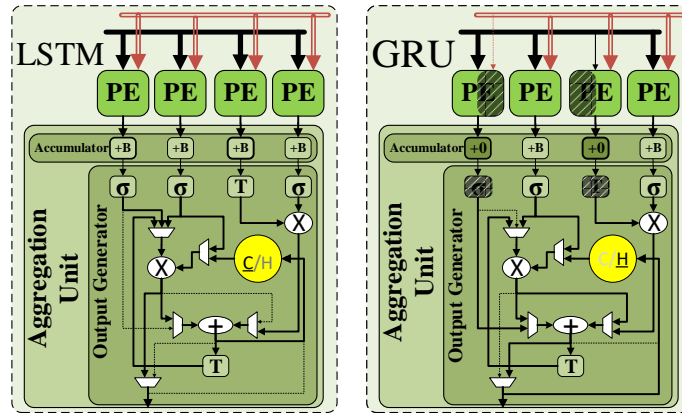 LSTM
PE PE PE PE
Accumulator +B +B +B +B
σ σ T σ
X
X C/H
+
T
Aggregation
Unit
Output Generator
GRU
PE PE PE PE
Accumulator +0 +B +0 +B
σ σ T σ
X
X C/H
+
T
Aggregation
Unit
Output Generator